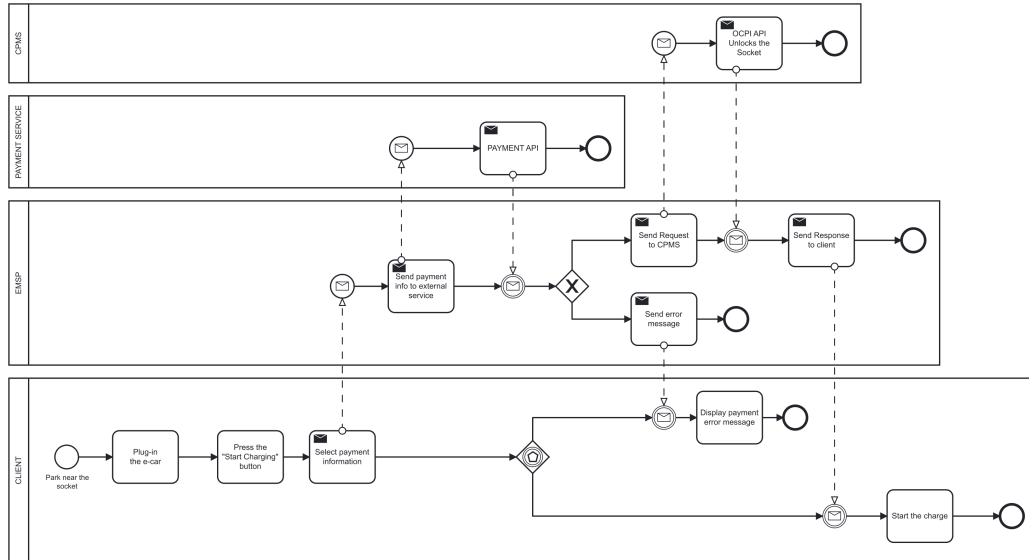 CPMS
OCPI API
Unlocks the
Socket
PAYMENT SERVICE
PAYMENT API
EMSP
Send payment
info to external
service
Send Request
to CPMS
Send Response
to client
Send error
message
CLIENT
Park near the
socket
Plug-in
the e-car
Press the
"Start Charging"
button
Select payment
information
Display payment
error message
Start the charge